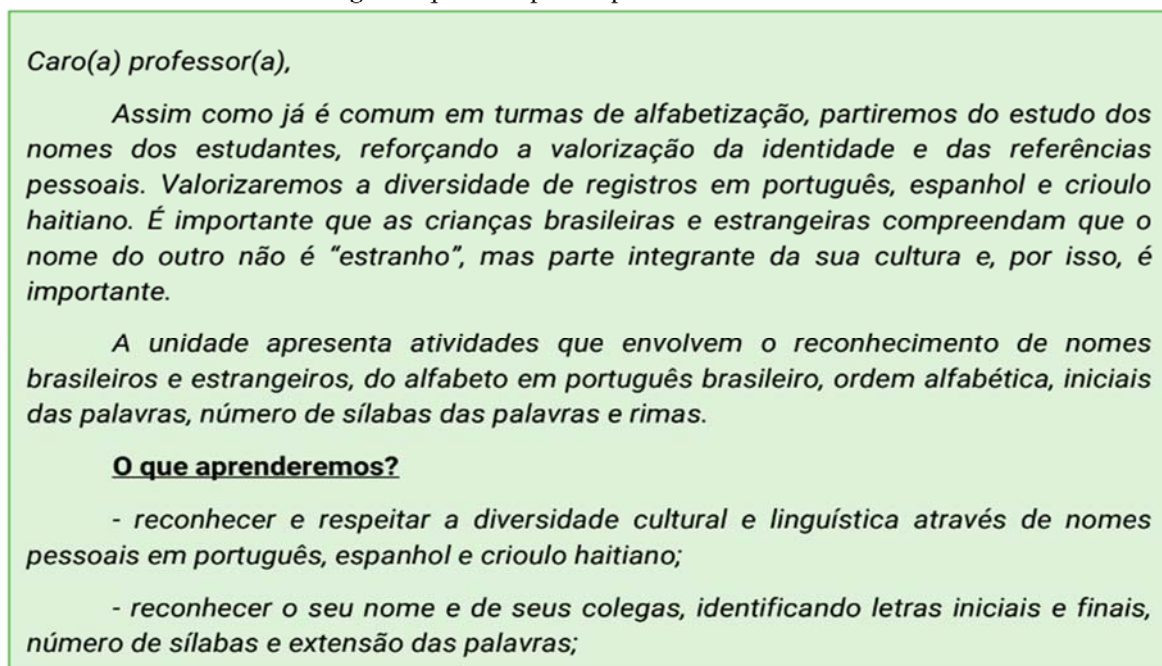 Caro(a) professor(a),
Assim como já é comum em turmas de alfabetização, partiremos do estudo dos
nomes dos estudantes, reforçando a valorização da identidade e das referências
pessoais. Valorizaremos a diversidade de registros em português, espanhol e crioulo
haitiano. É importante que as crianças brasileiras e estrangeiras compreendam que o
nome do outro não é “estranho”, mas parte integrante da sua cultura e, por isso, é
importante.
A unidade apresenta atividades que envolvem o reconhecimento de nomes
brasileiros e estrangeiros, do alfabeto em português brasileiro, ordem alfabética, iniciais
das palavras, número de sílabas das palavras e rimas.
O que aprenderemos?
- reconhecer e respeitar a diversidade cultural e linguística através de nomes
pessoais em português, espanhol e crioulo haitiano;
- reconhecer o seu nome e de seus colegas, identificando letras iniciais e finais,
número de sílabas e extensão das palavras;